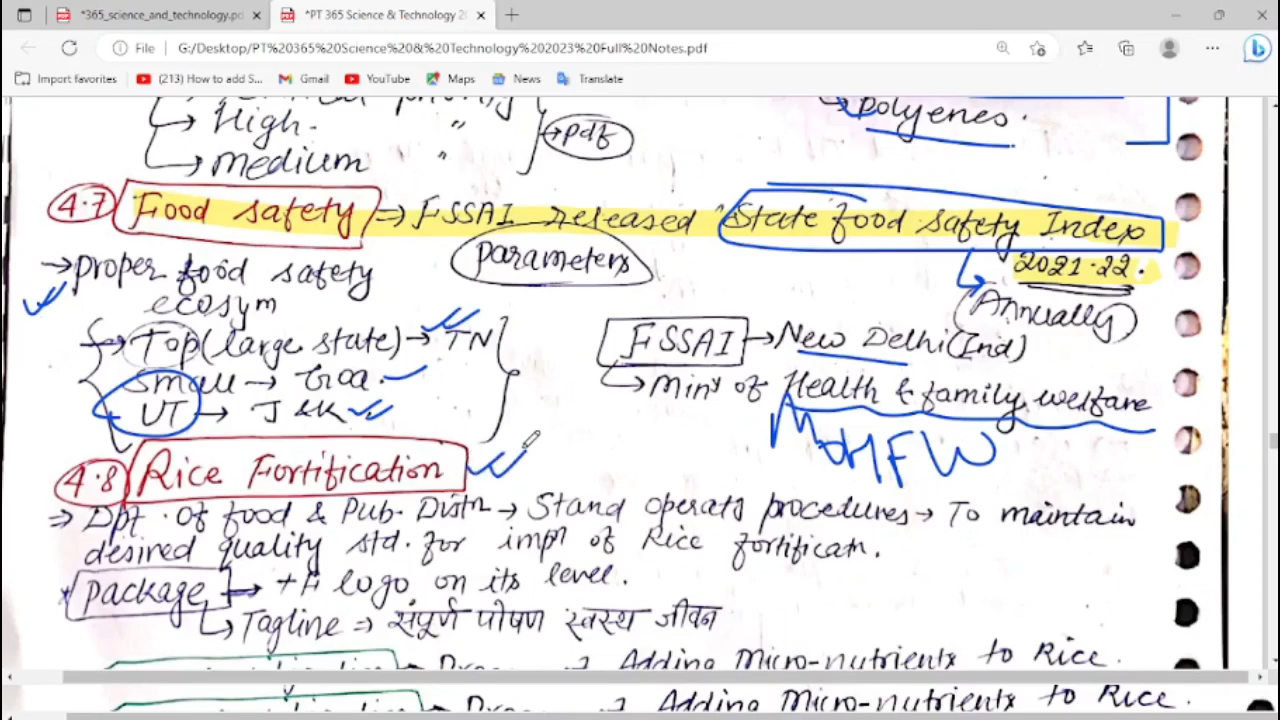 *365_science_and_technology.pd
*PT 365 Science & Technology 20
File
G:/Desktop/PT%20365%20Science%20&%20Technology%202023%20Full%20Notes.pdf
Import favorites
(213) How to add S...
Gmail
YouTube
Maps
News
Translate
→ High "
→ medium "
→ pdf
→ polyenes.
4.7 Food safety → FSSAI released "State food safety Index
2021-22.
parameters
Annually
→ proper food safety
ecosym
→ Top (large state) → TN
small → Goa.
UT → J & K
FSSAI → New Delhi (Ind)
→ Min' of Health & family welfare
MoHFW
4.8 Rice Fortification
⇒ Dpt. of food & Pub. Distn → Stand operatg procedures → To maintain
desired quality std. for impn of Rice fortificatn.
* package → +F logo on its level.
→ Tagline ⇒ संपूर्ण पोषण स्वस्थ जीवन
Adding Micro-nutrients to Rice.
Adding Micro-nutrients to Rice.